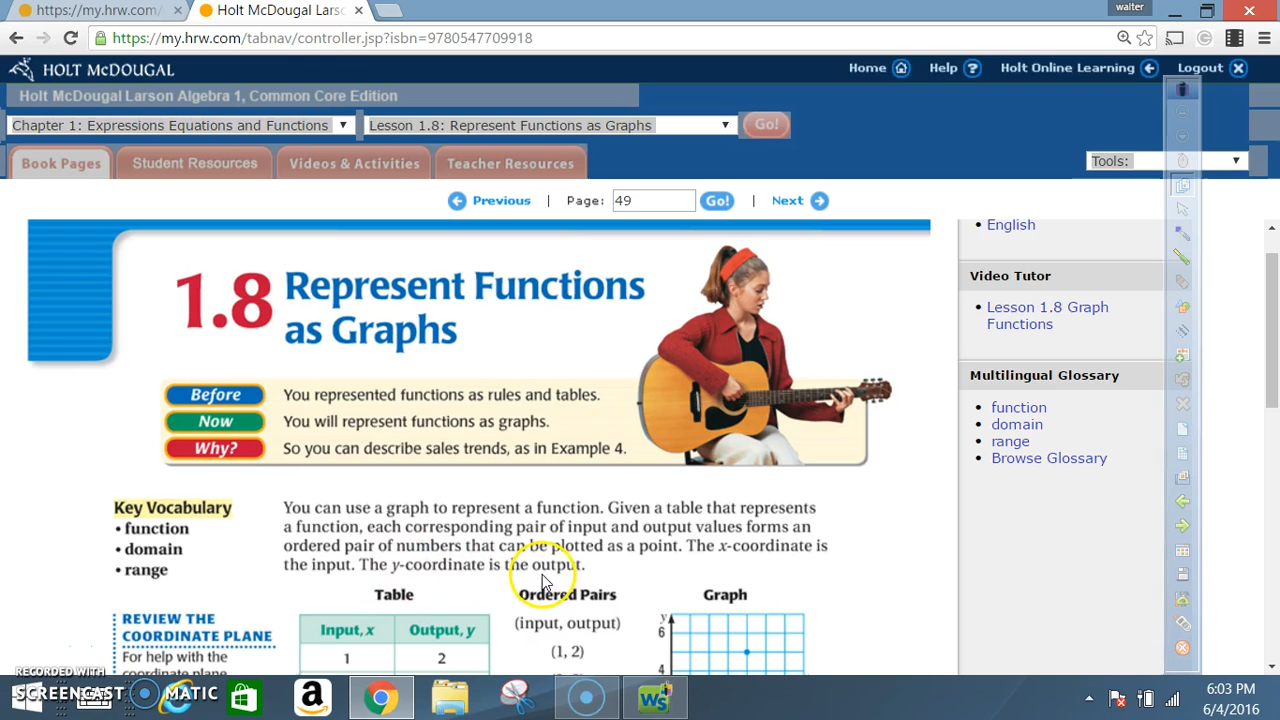 https://my.hrw.com/
Holt McDougal Lars
walter
https://my.hrw.com/tabnav/controller.jsp?isbn=9780547709918
HOLT McDOUGAL
Home
Help
Holt Online Learning
Logout
Holt McDougal Larson Algebra 1, Common Core Edition
Chapter 1: Expressions Equations and Functions
Lesson 1.8: Represent Functions as Graphs
Go!
Book Pages
Student Resources
Videos & Activities
Teacher Resources
Tools:
Previous | Page: 49 Go! | Next
1.8 Represent Functions
as Graphs
Before You represented functions as rules and tables.
Now You will represent functions as graphs.
Why? So you can describe sales trends, as in Example 4.
Key Vocabulary
• function
• domain
• range
You can use a graph to represent a function. Given a table that represents
a function, each corresponding pair of input and output values forms an
ordered pair of numbers that can be plotted as a point. The x-coordinate is
the input. The y-coordinate is the output.
REVIEW THE
COORDINATE PLANE
For help with the
coordinate plane
Table
Input, x Output, y
1 2
Ordered Pairs
(input, output)
(1, 2)
Graph
y
6
4
• English
Video Tutor
• Lesson 1.8 Graph
Functions
Multilingual Glossary
• function
• domain
• range
• Browse Glossary
RECORDED WITH
SCREENCAST MATIC
WS
6:03 PM
6/4/2016